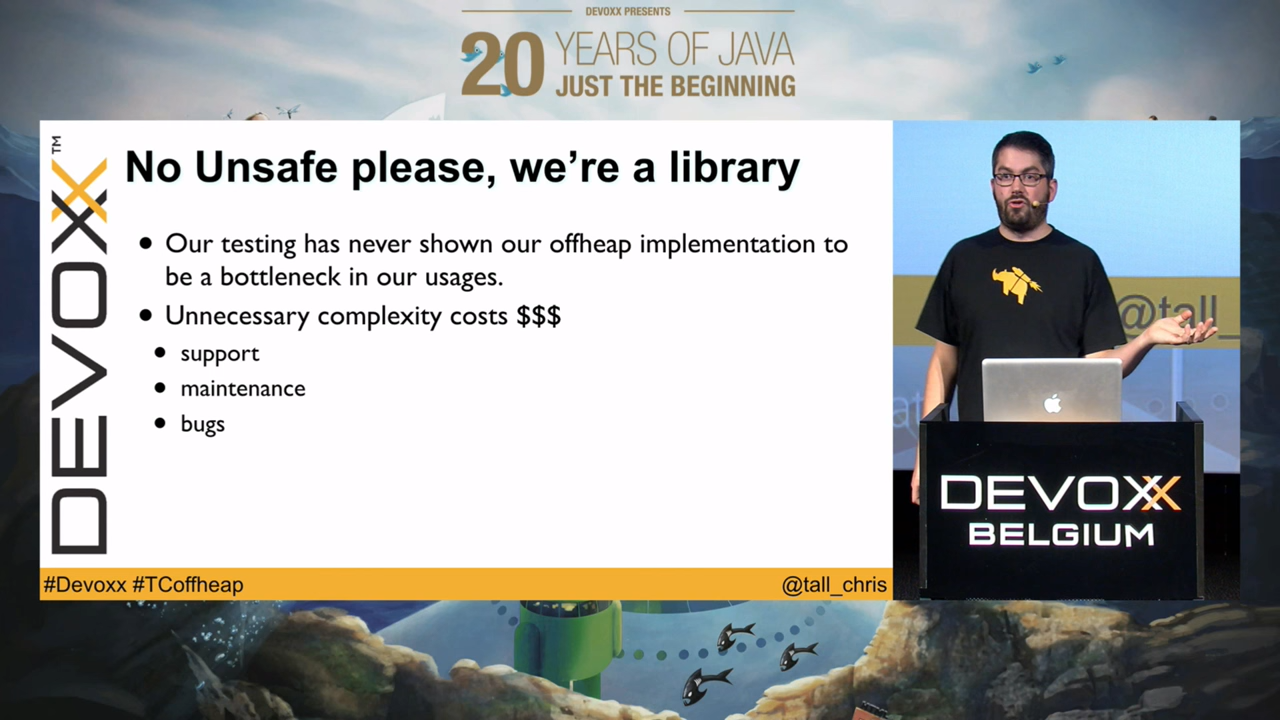 DEVOXX PRESENTS
20 YEARS OF JAVA
JUST THE BEGINNING
DEVOXX™
No Unsafe please, we’re a library
• Our testing has never shown our offheap implementation to
be a bottleneck in our usages.
• Unnecessary complexity costs $$$
• support
• maintenance
• bugs
#Devoxx #TCoffheap
@tall_chris
@tall_
DEVOXX
BELGIUM